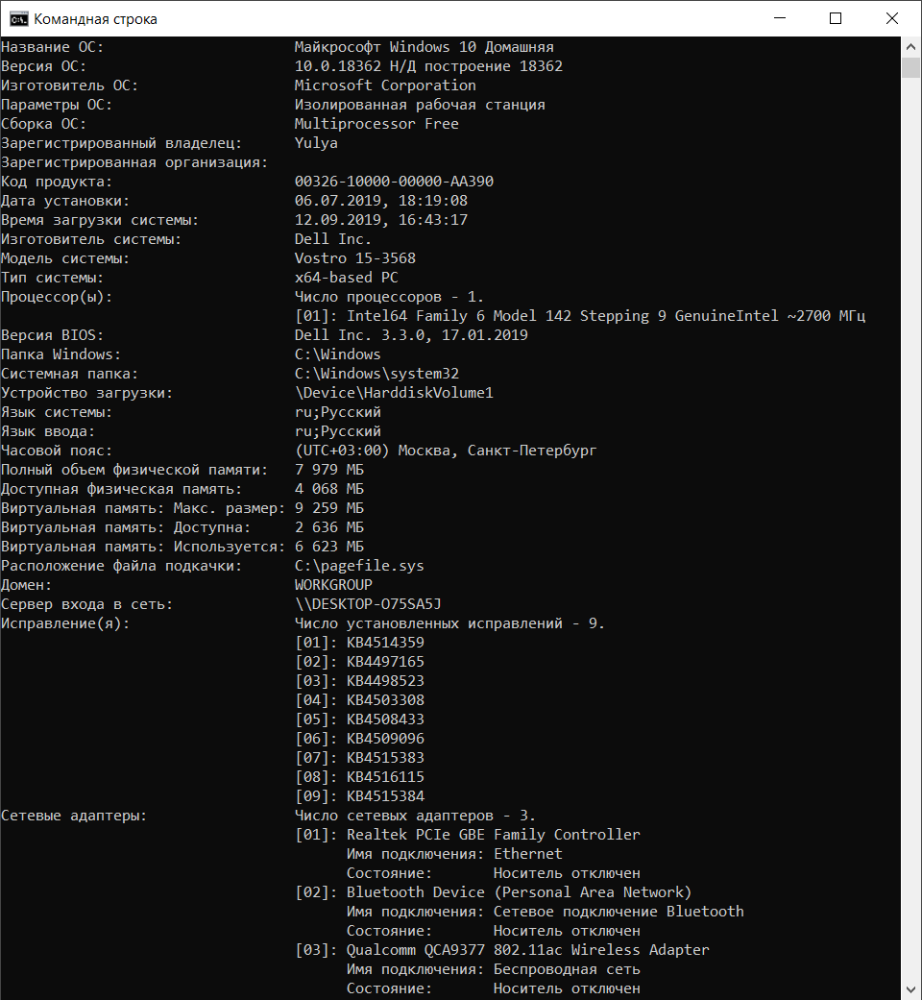 Командная строка
Название ОС: Майкрософт Windows 10 Домашняя
Версия ОС: 10.0.18362 Н/Д построение 18362
Изготовитель ОС: Microsoft Corporation
Параметры ОС: Изолированная рабочая станция
Сборка ОС: Multiprocessor Free
Зарегистрированный владелец: Yulya
Зарегистрированная организация:
Код продукта: 00326-10000-00000-AA390
Дата установки: 06.07.2019, 18:19:08
Время загрузки системы: 12.09.2019, 16:43:17
Изготовитель системы: Dell Inc.
Модель системы: Vostro 15-3568
Тип системы: x64-based PC
Процессор(ы): Число процессоров - 1.
[01]: Intel64 Family 6 Model 142 Stepping 9 GenuineIntel ~2700 МГц
Версия BIOS: Dell Inc. 3.3.0, 17.01.2019
Папка Windows: C:\Windows
Системная папка: C:\Windows\system32
Устройство загрузки: \Device\HarddiskVolume1
Язык системы: ru;Русский
Язык ввода: ru;Русский
Часовой пояс: (UTC+03:00) Москва, Санкт-Петербург
Полный объем физической памяти: 7 979 МБ
Доступная физическая память: 4 068 МБ
Виртуальная память: Макс. размер: 9 259 МБ
Виртуальная память: Доступна: 2 636 МБ
Виртуальная память: Используется: 6 623 МБ
Расположение файла подкачки: C:\pagefile.sys
Домен: WORKGROUP
Сервер входа в сеть: \\DESKTOP-O75SA5J
Исправление(я): Число установленных исправлений - 9.
[01]: KB4514359
[02]: KB4497165
[03]: KB4498523
[04]: KB4503308
[05]: KB4508433
[06]: KB4509096
[07]: KB4515383
[08]: KB4516115
[09]: KB4515384
Сетевые адаптеры: Число сетевых адаптеров - 3.
[01]: Realtek PCIe GBE Family Controller
Имя подключения: Ethernet
Состояние: Носитель отключен
[02]: Bluetooth Device (Personal Area Network)
Имя подключения: Сетевое подключение Bluetooth
Состояние: Носитель отключен
[03]: Qualcomm QCA9377 802.11ac Wireless Adapter
Имя подключения: Беспроводная сеть
Состояние: Носитель отключен